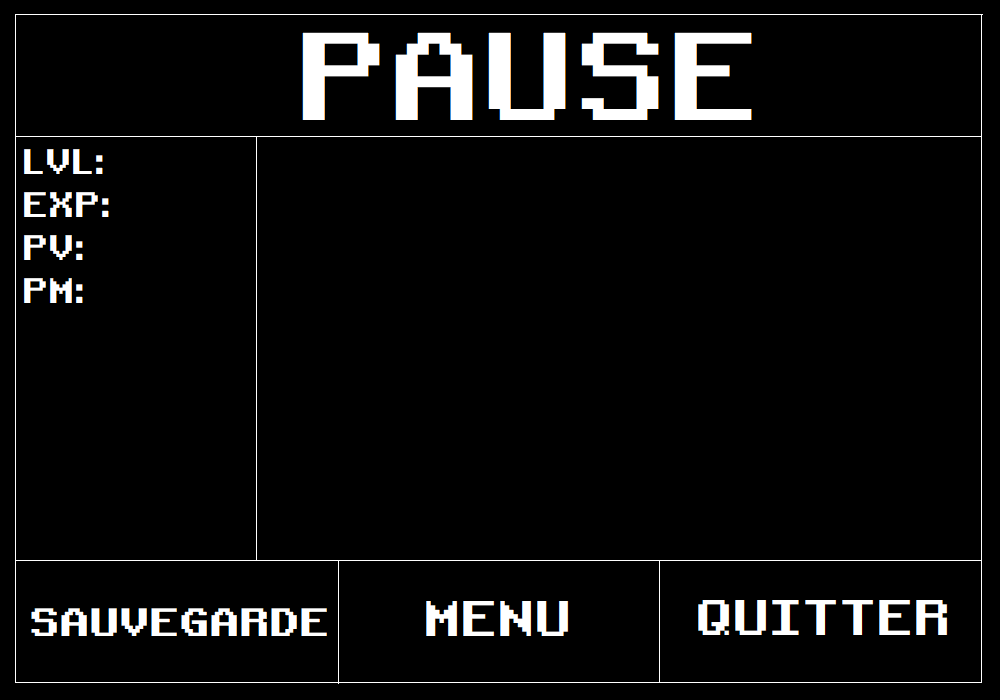 PAUSE
LVL:
EXP:
PV:
PM:
SAUVEGARDE
MENU
QUITTER